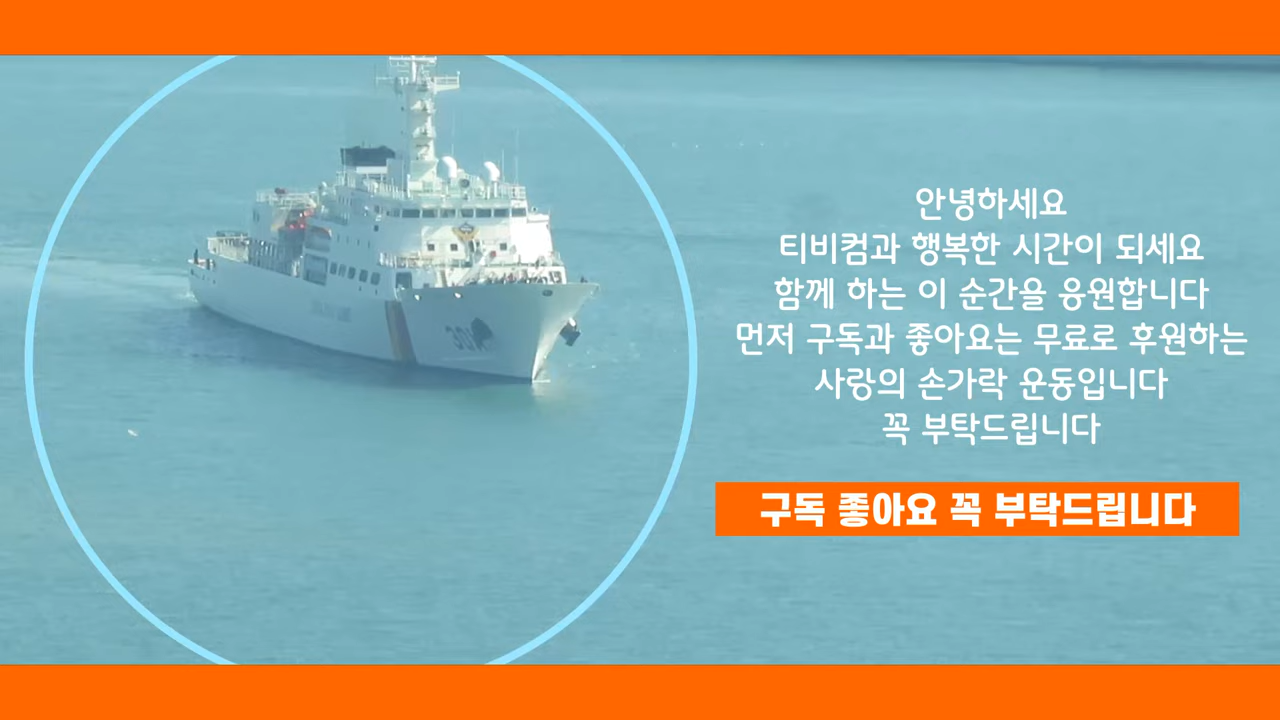 안녕하세요
티비컴과 행복한 시간이 되세요
함께 하는 이 순간을 응원합니다
먼저 구독과 좋아요는 무료로 후원하는
사랑의 손가락 운동입니다
꼭 부탁드립니다
구독 좋아요 꼭 부탁드립니다